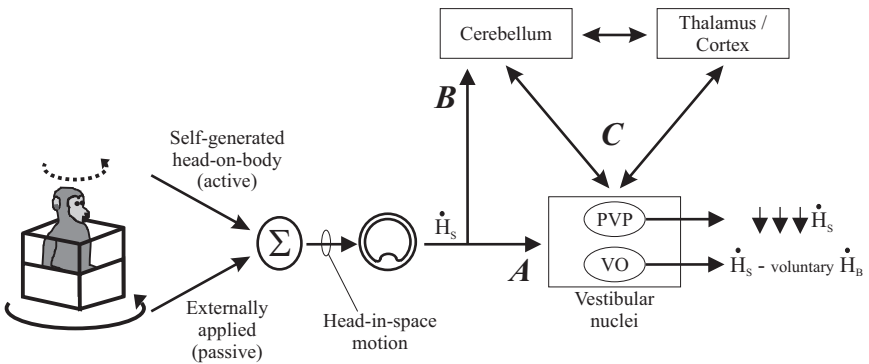 Cerebellum
Thalamus /
Cortex
B
C
Self-generated
head-on-body
(active)
Σ
Ḣs
A
PVP
Ḣs
VO
Ḣs - voluntary ḢB
Vestibular
nuclei
Externally
applied
(passive)
Head-in-space
motion